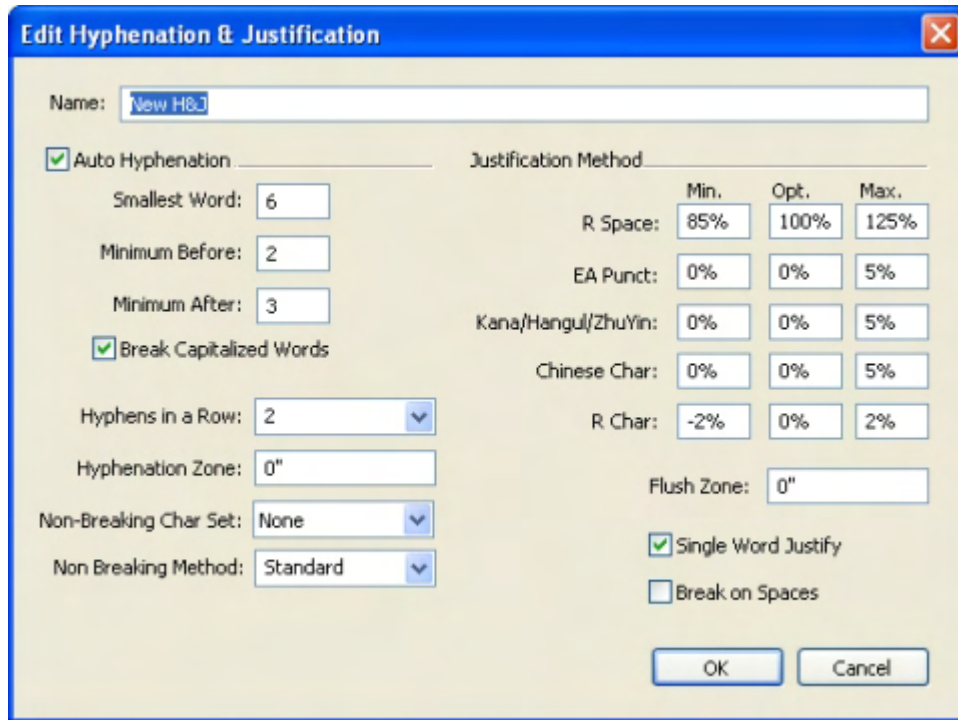 Edit Hyphenation & Justification
Name: New H&J
Auto Hyphenation
Smallest Word: 6
Minimum Before: 2
Minimum After: 3
Break Capitalized Words
Hyphens in a Row: 2
Hyphenation Zone: 0"
Non-Breaking Char Set: None
Non Breaking Method: Standard
Justification Method
Min. Opt. Max.
R Space: 85% 100% 125%
EA Punct: 0% 0% 5%
Kana/Hangul/ZhuYin: 0% 0% 5%
Chinese Char: 0% 0% 5%
R Char: -2% 0% 2%
Flush Zone: 0"
Single Word Justify
Break on Spaces
OK Cancel